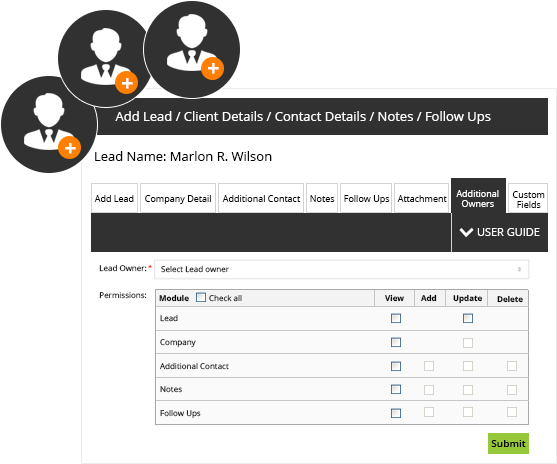 Add Lead / Client Details / Contact Details / Notes / Follow Ups
Lead Name: Marlon R. Wilson
Add Lead Company Detail Additional Contact Notes Follow Ups Attachment Additional Owners Custom Fields
USER GUIDE
Lead Owner:* Select Lead owner
Permissions: Module Check all View Add Update Delete
Lead
Company
Additional Contact
Notes
Follow Ups
Submit